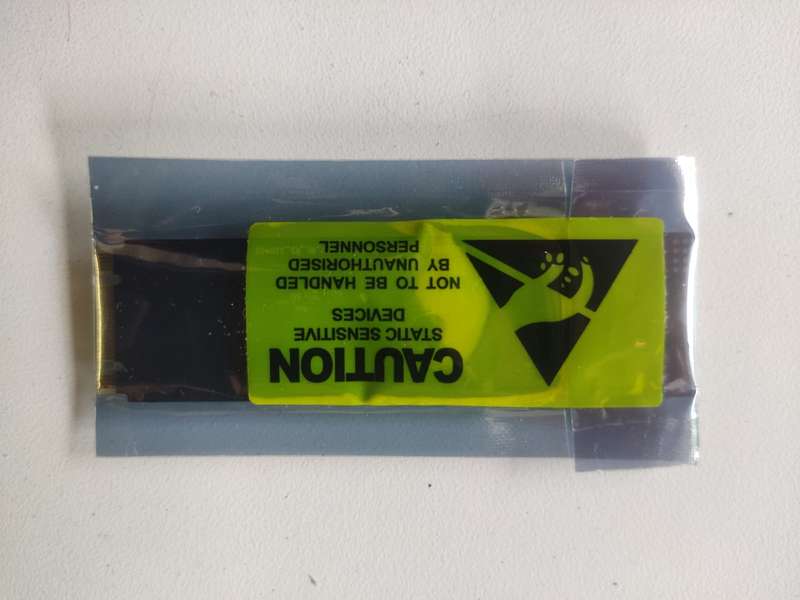 CAUTION
STATIC SENSITIVE
DEVICES
NOT TO BE HANDLED
BY UNAUTHORISED
PERSONNEL